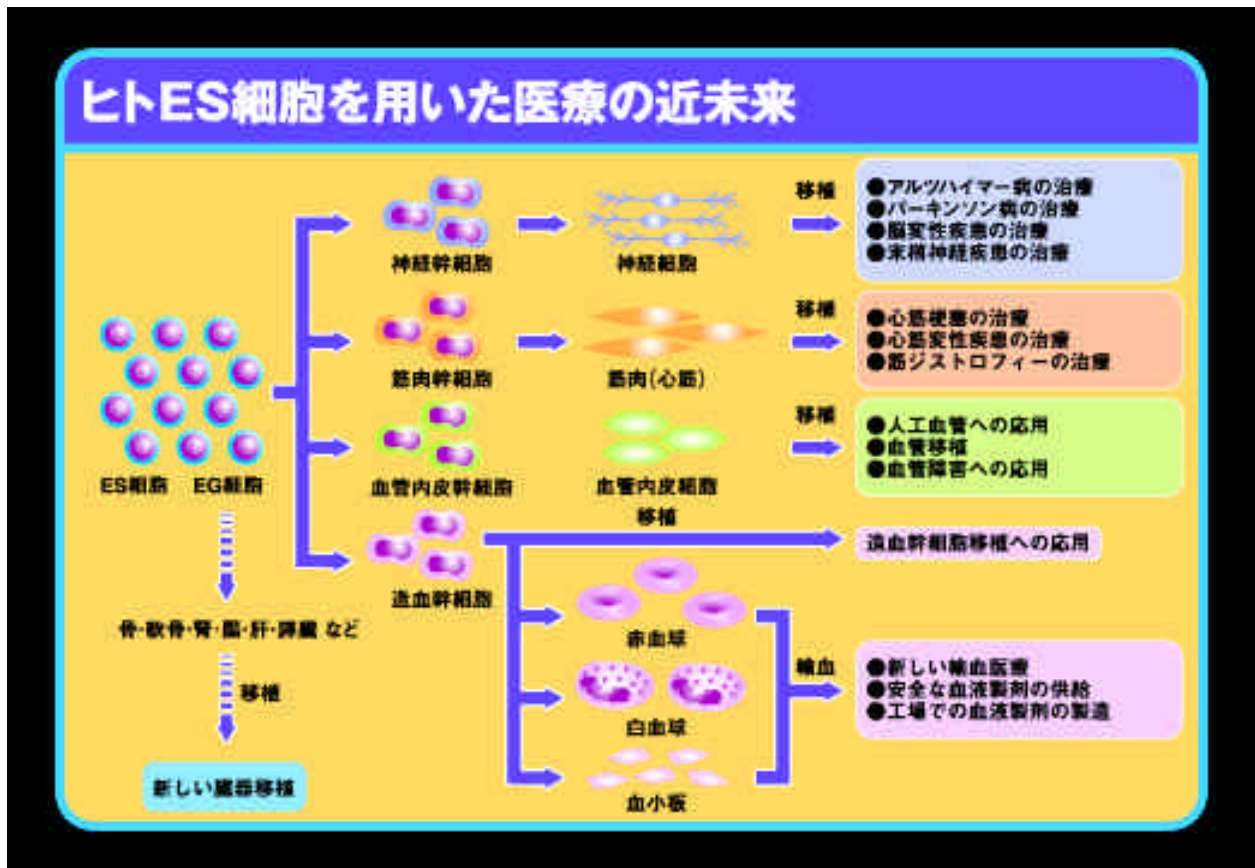 ヒトES細胞を用いた医療の近未来
神経幹細胞
神経細胞
移植
●アルツハイマー病の治療
●パーキンソン病の治療
●脳変性疾患の治療
●末梢神経疾患の治療
筋肉幹細胞
筋肉(心筋)
移植
●心筋梗塞の治療
●心筋変性疾患の治療
●筋ジストロフィーの治療
ES細胞 EG細胞
血管内皮幹細胞
血管内皮細胞
移植
●人工血管への応用
●血管移植
●血管障害への応用
造血幹細胞
移植
造血幹細胞移植への応用
赤血球
白血球
血小板
輸血
●新しい輸血医療
●安全な血液製剤の供給
●工場での血液製剤の製造
骨・軟骨・腎・腸・肝・膵臓 など
移植
新しい臓器移植